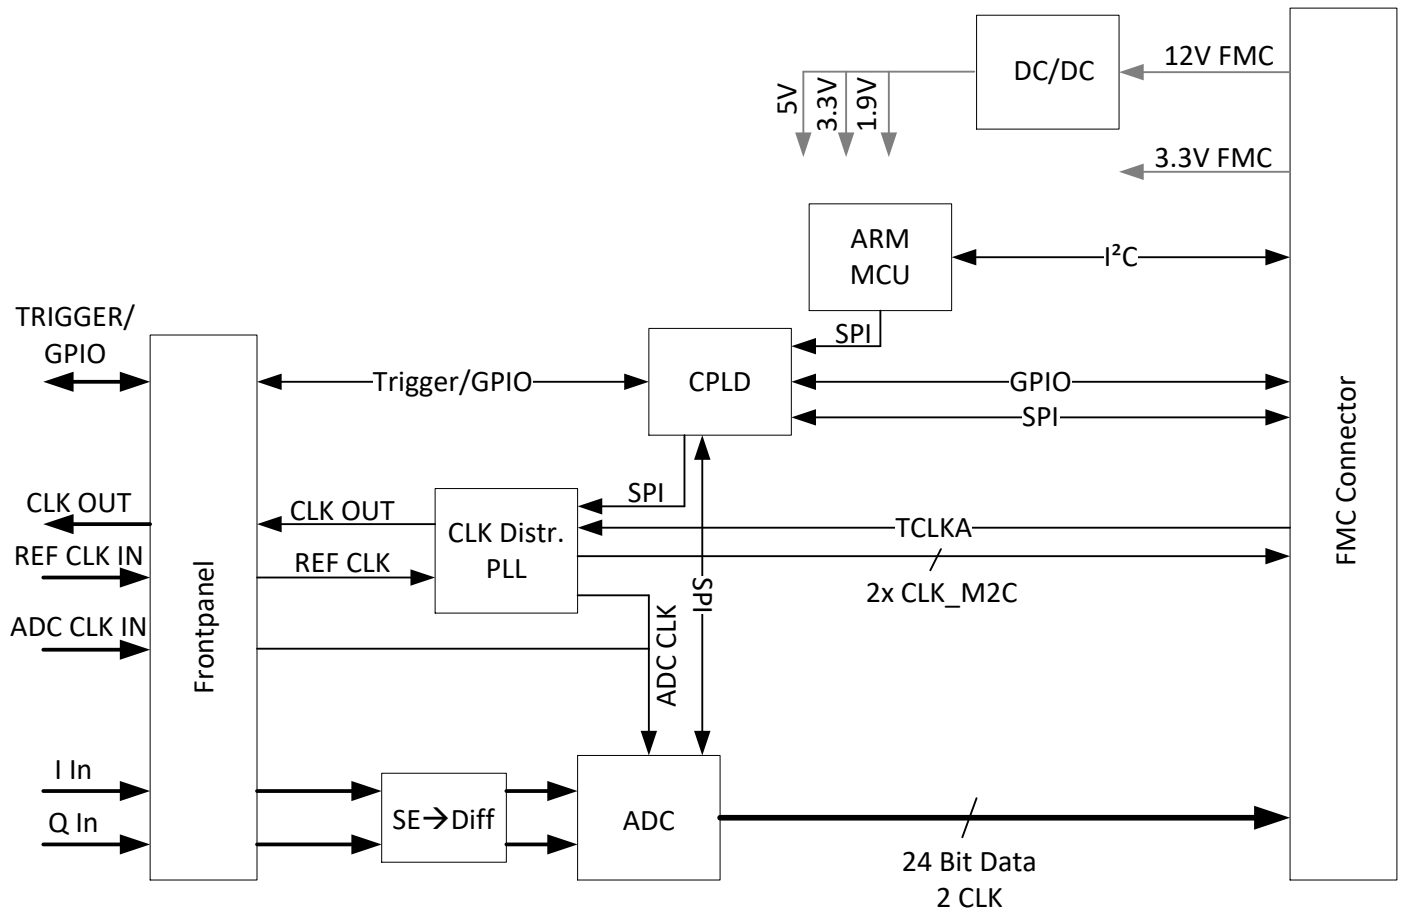 DC/DC
12V FMC
5V
3.3V
1.9V
3.3V FMC
ARM
MCU
I²C
SPI
TRIGGER/
GPIO
Trigger/GPIO
CPLD
GPIO
SPI
FMC Connector
CLK OUT
CLK OUT
SPI
CLK Distr.
PLL
TCLKA
REF CLK IN
REF CLK
2x CLK_M2C
SPI
ADC CLK IN
ADC CLK
Frontpanel
I In
Q In
SE→Diff
ADC
24 Bit Data
2 CLK